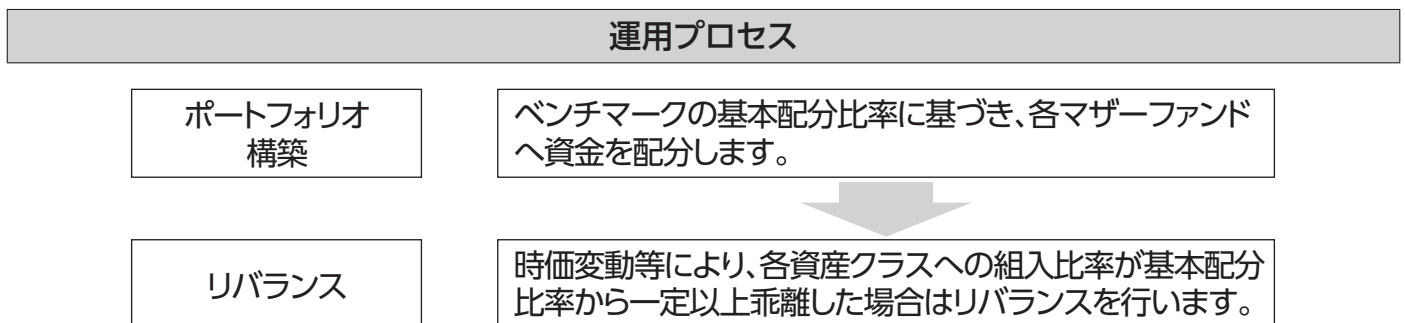 運用プロセス
ポートフォリオ
構築
ベンチマークの基本配分比率に基づき、各マザーファンド
へ資金を配分します。
リバランス
時価変動等により、各資産クラスへの組入比率が基本配分
比率から一定以上乖離した場合はリバランスを行います。